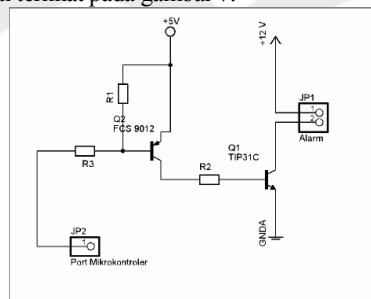 terlihat pada gambar 7.
+5V
+12 V
R1
Q2
FCS 9012
JP1
1
2
Alarm
Q1
TIP31C
R3
R2
JP2
1
Port Mikrokontroler
GNDA